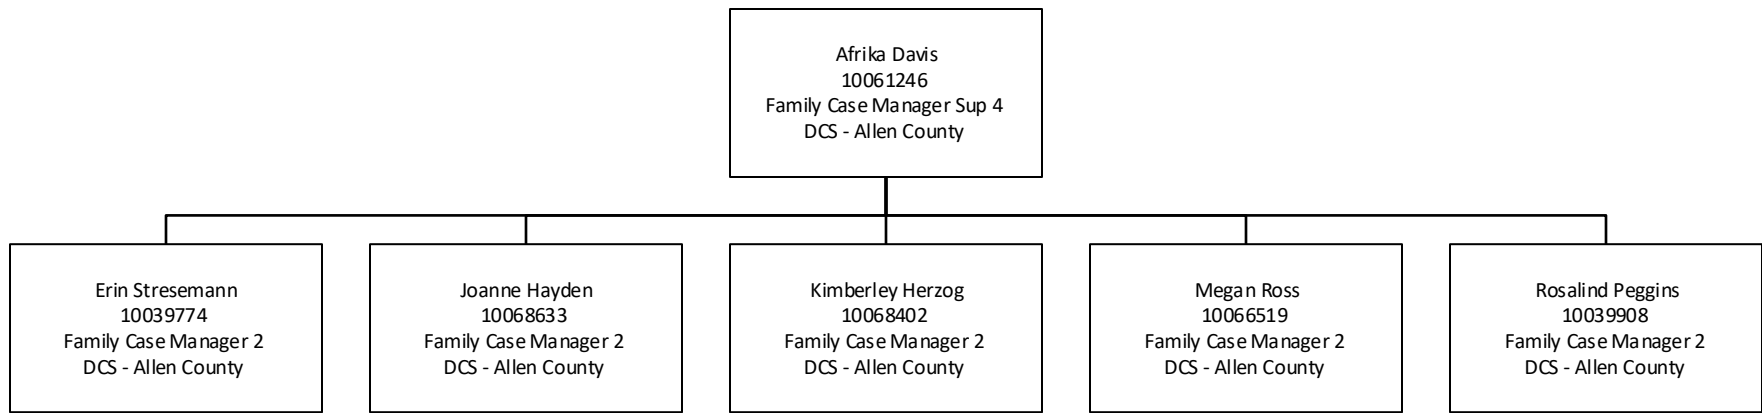 Afrika Davis
10061246
Family Case Manager Sup 4
DCS - Allen County
Erin Stresemann
10039774
Family Case Manager 2
DCS - Allen County
Joanne Hayden
10068633
Family Case Manager 2
DCS - Allen County
Kimberley Herzog
10068402
Family Case Manager 2
DCS - Allen County
Megan Ross
10066519
Family Case Manager 2
DCS - Allen County
Rosalind Peggins
10039908
Family Case Manager 2
DCS - Allen County